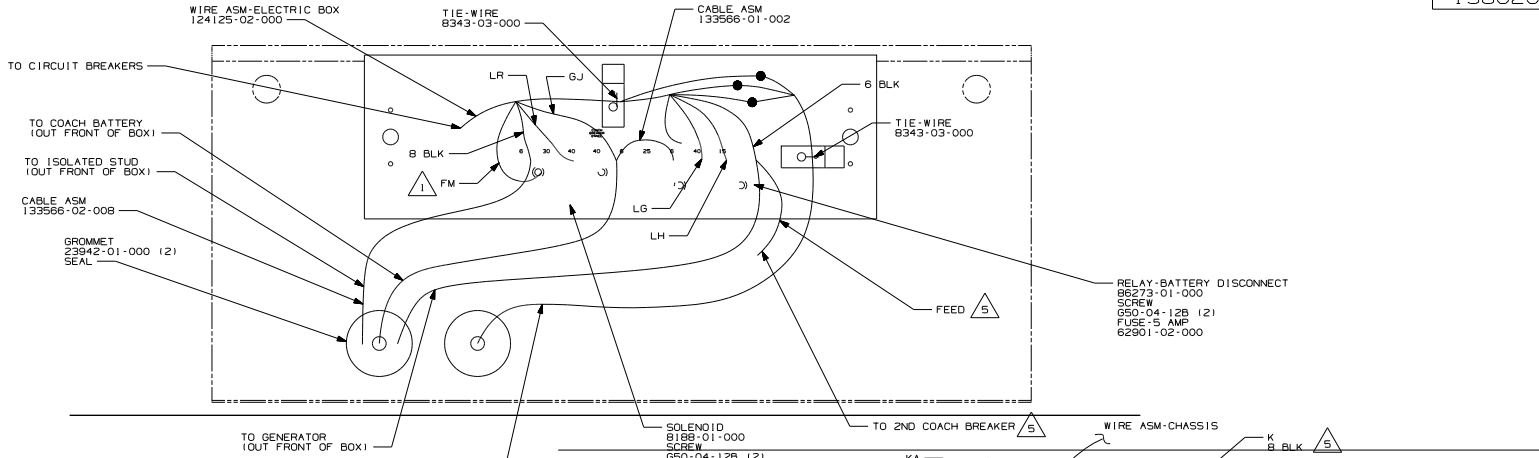 WIRE ASM-ELECTRIC BOX
124125-02-000
TIE-WIRE
8343-03-000
CABLE ASM
133566-01-002
TO CIRCUIT BREAKERS
LR
GJ
6 BLK
TO COACH BATTERY
(OUT FRONT OF BOX)
TIE-WIRE
8343-03-000
8 BLK
6 30 40 40 6 25 6 40 15
TO ISOLATED STUD
(OUT FRONT OF BOX)
1
FM
CABLE ASM
133566-02-008
LG
LH
GROMMET
23942-01-000 (2)
SEAL
RELAY-BATTERY DISCONNECT
86273-01-000
SCREW
G50-04-12B (2)
FUSE-5 AMP
62901-02-000
FEED
5
TO GENERATOR
(OUT FRONT OF BOX)
SOLENOID
8188-01-000
SCREW
G50-04-12B (2)
TO 2ND COACH BREAKER
5
WIRE ASM-CHASSIS
K
8 BLK
5
KA